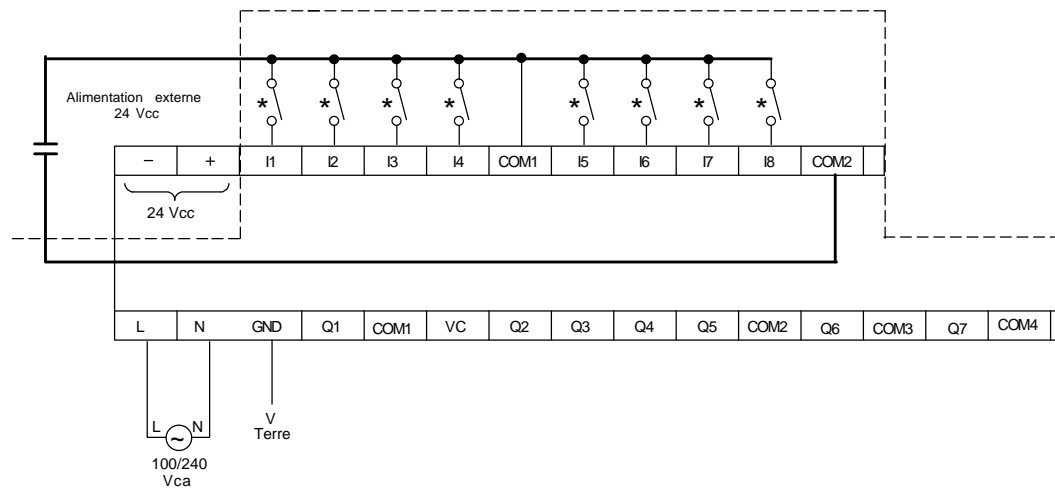 Alimentation externe
24 Vcc
* * * * * * * *
– + I1 I2 I3 I4 COM1 I5 I6 I7 I8 COM2
24 Vcc
L N GND Q1 COM1 VC Q2 Q3 Q4 Q5 COM2 Q6 COM3 Q7 COM4
L ~ N
V
Terre
100/240
Vca